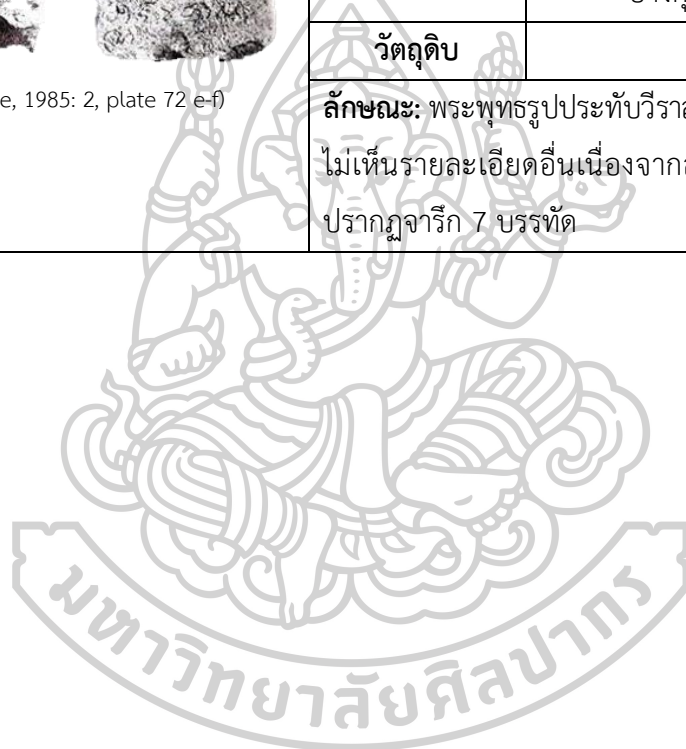 วัตถุดิบ
e, 1985: 2, plate 72 e-f)
ลักษณะ: พระพุทธรูปประทับวีรา
ไม่เห็นรายละเอียดอื่นเนื่องจาก
ปรากฏจารึก 7 บรรทัด
มหาวิทยาลัยศิลปากร